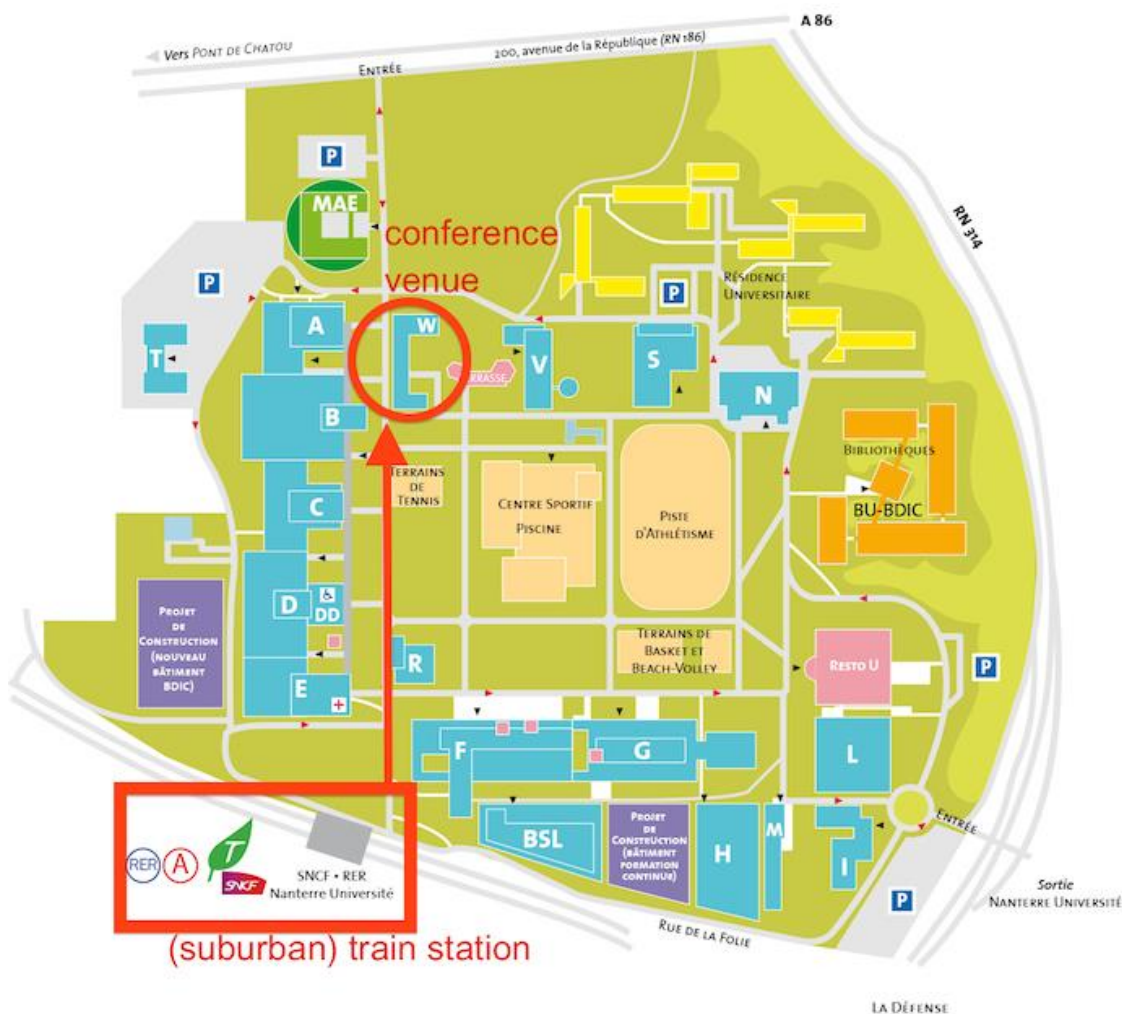 A 86
Vers PONT DE CHATOU
200, avenue de la République (RN 186)
ENTRÉE
P
MAE
conference
venue
RN 314
P
P
RÉSIDENCE
UNIVERSITAIRE
A
W
T
V
S
TERRASSE
N
B
BIBLIOTHÈQUES
BU-BDIC
TERRAINS
DE
TENNIS
CENTRE SPORTIF
PISCINE
PISTE
D'ATHLÉTISME
C
D
DD
PROJET
DE
CONSTRUCTION
(NOUVEAU
BÂTIMENT
BDIC)
TERRAINS DE
BASKET ET
BEACH-VOLLEY
R
RESTO U
P
E
F
G
L
BSL
PROJET
DE
CONSTRUCTION
(BÂTIMENT
FORMATION
CONTINUE)
H
M
I
ENTRÉE
RER
A
T
SNCF
SNCF • RER
Nanterre Université
P
Sortie
NANTERRE UNIVERSITÉ
RUE DE LA FOLIE
(suburban) train station
LA DÉFENSE